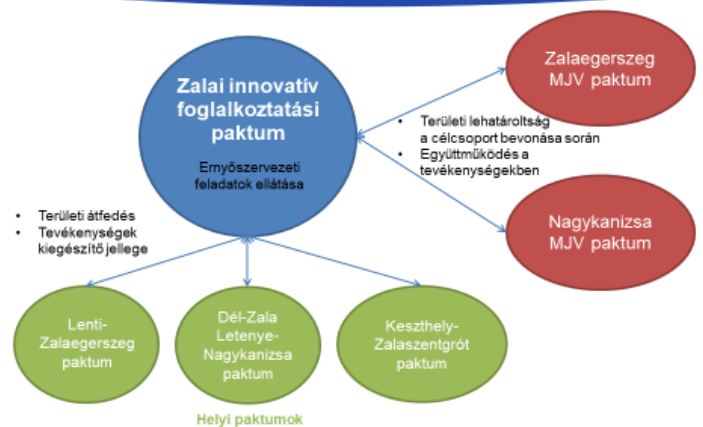 Zalai innovatív
foglalkoztatási
paktum
Ernyőszervezeti
feladatok ellátása
Zalaegerszeg
MJV paktum
• Területi lehatároltság
a célcsoport bevonása során
• Együttműködés a
tevékenységekben
Nagykanizsa
MJV paktum
• Területi átfedés
• Tevékenységek
kiegészítő jellege
Lenti-
Zalaegerszeg
paktum
Dél-Zala
Letenye-
Nagykanizsa
paktum
Keszthely-
Zalaszentgrót
paktum
Helyi paktumok